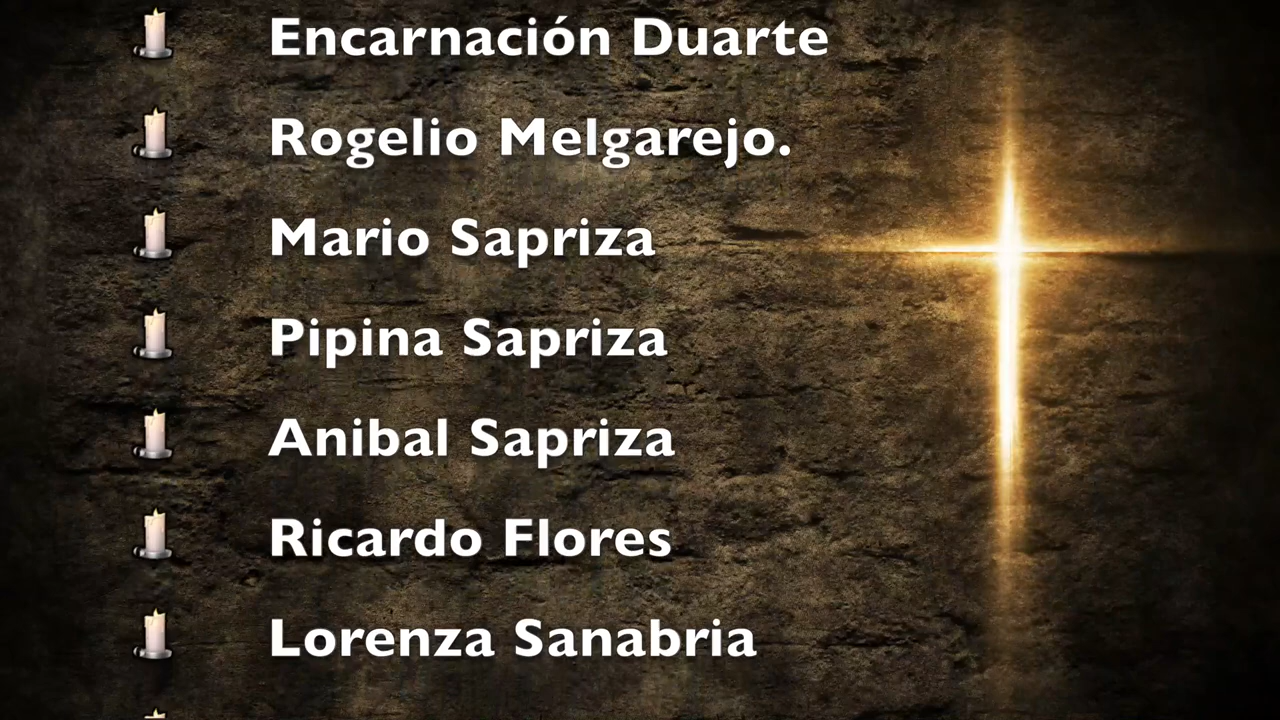 Encarnación Duarte
Rogelio Melgarejo.
Mario Sapriza
Pipina Sapriza
Anibal Sapriza
Ricardo Flores
Lorenza Sanabria